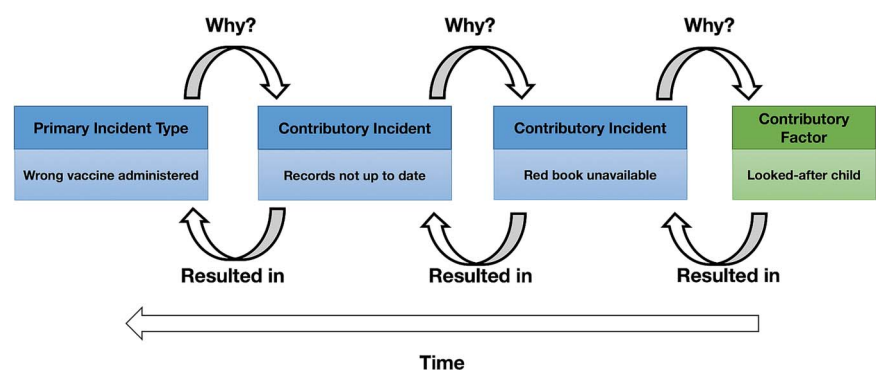 Why?
Why?
Why?
Primary Incident Type
Wrong vaccine administered
Contributory Incident
Records not up to date
Contributory Incident
Red book unavailable
Contributory
Factor
Looked-after child
Resulted in
Resulted in
Resulted in
Time